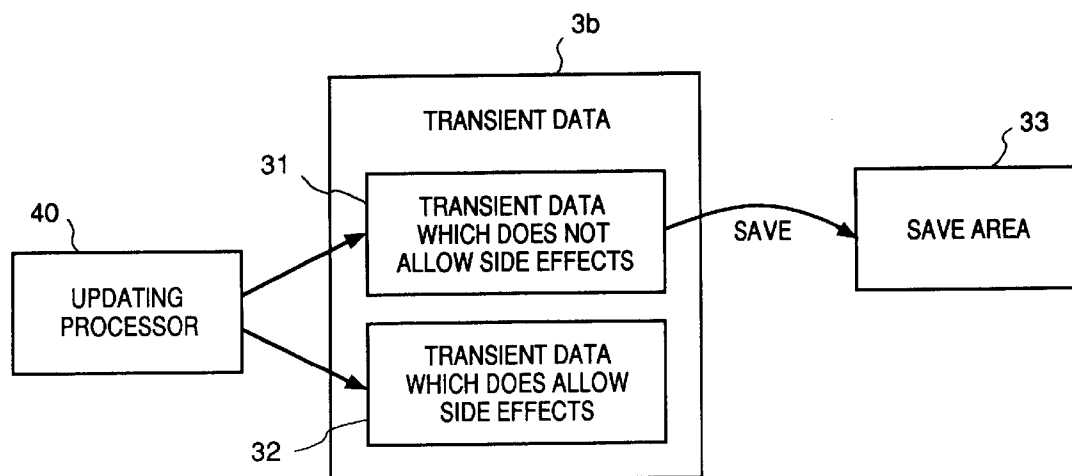 3b
TRANSIENT DATA
33
31
TRANSIENT DATA
WHICH DOES NOT
ALLOW SIDE EFFECTS
SAVE
SAVE AREA
40
UPDATING
PROCESSOR
TRANSIENT DATA
WHICH DOES ALLOW
SIDE EFFECTS
32